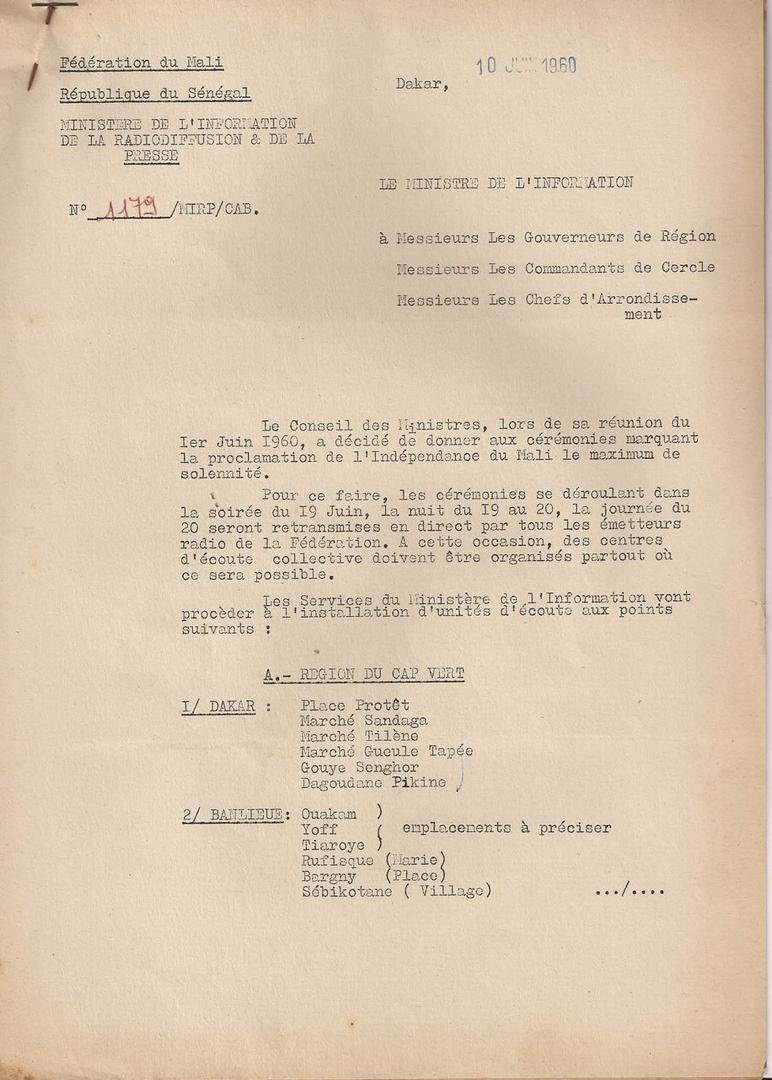 Fédération du Mali
10 JUIN 1960
Dakar,
République du Sénégal
MINISTERE DE L'INFORMATION
DE LA RADIODIFFUSION & DE LA
PRESSE
LE MINISTRE DE L'INFORMATION
N° 1179 /MIRP/CAB.
à Messieurs Les Gouverneurs de Région
Messieurs Les Commandants de Cercle
Messieurs Les Chefs d'Arrondisse-
ment
Le Conseil des Ministres, lors de sa réunion du
Ier Juin I960, a décidé de donner aux cérémonies marquant
la proclamation de l'Indépendance du Mali le maximum de
solennité.
Pour ce faire, les cérémonies se déroulant dans
la soirée du I9 Juin, la nuit du I9 au 20, la journée du
20 seront retransmises en direct par tous les émetteurs
radio de la Fédération. A cette occasion, des centres
d'écoute collective doivent être organisés partout où
ce sera possible.
Les Services du Ministère de l'Information vont
procèder à l'installation d'unités d'écoute aux points
suivants :
A.- REGION DU CAP VERT
I/ DAKAR : Place Protêt
Marché Sandaga
Marché Tilène
Marché Gueule Tapée
Gouye Senghor
Dagoudane Pikine
2/ BANLIEUE: Ouakam )
Yoff ( emplacements à préciser
Tiaroye )
Rufisque (Marie)
Bargny (Place)
Sébikotane ( Village) .../....